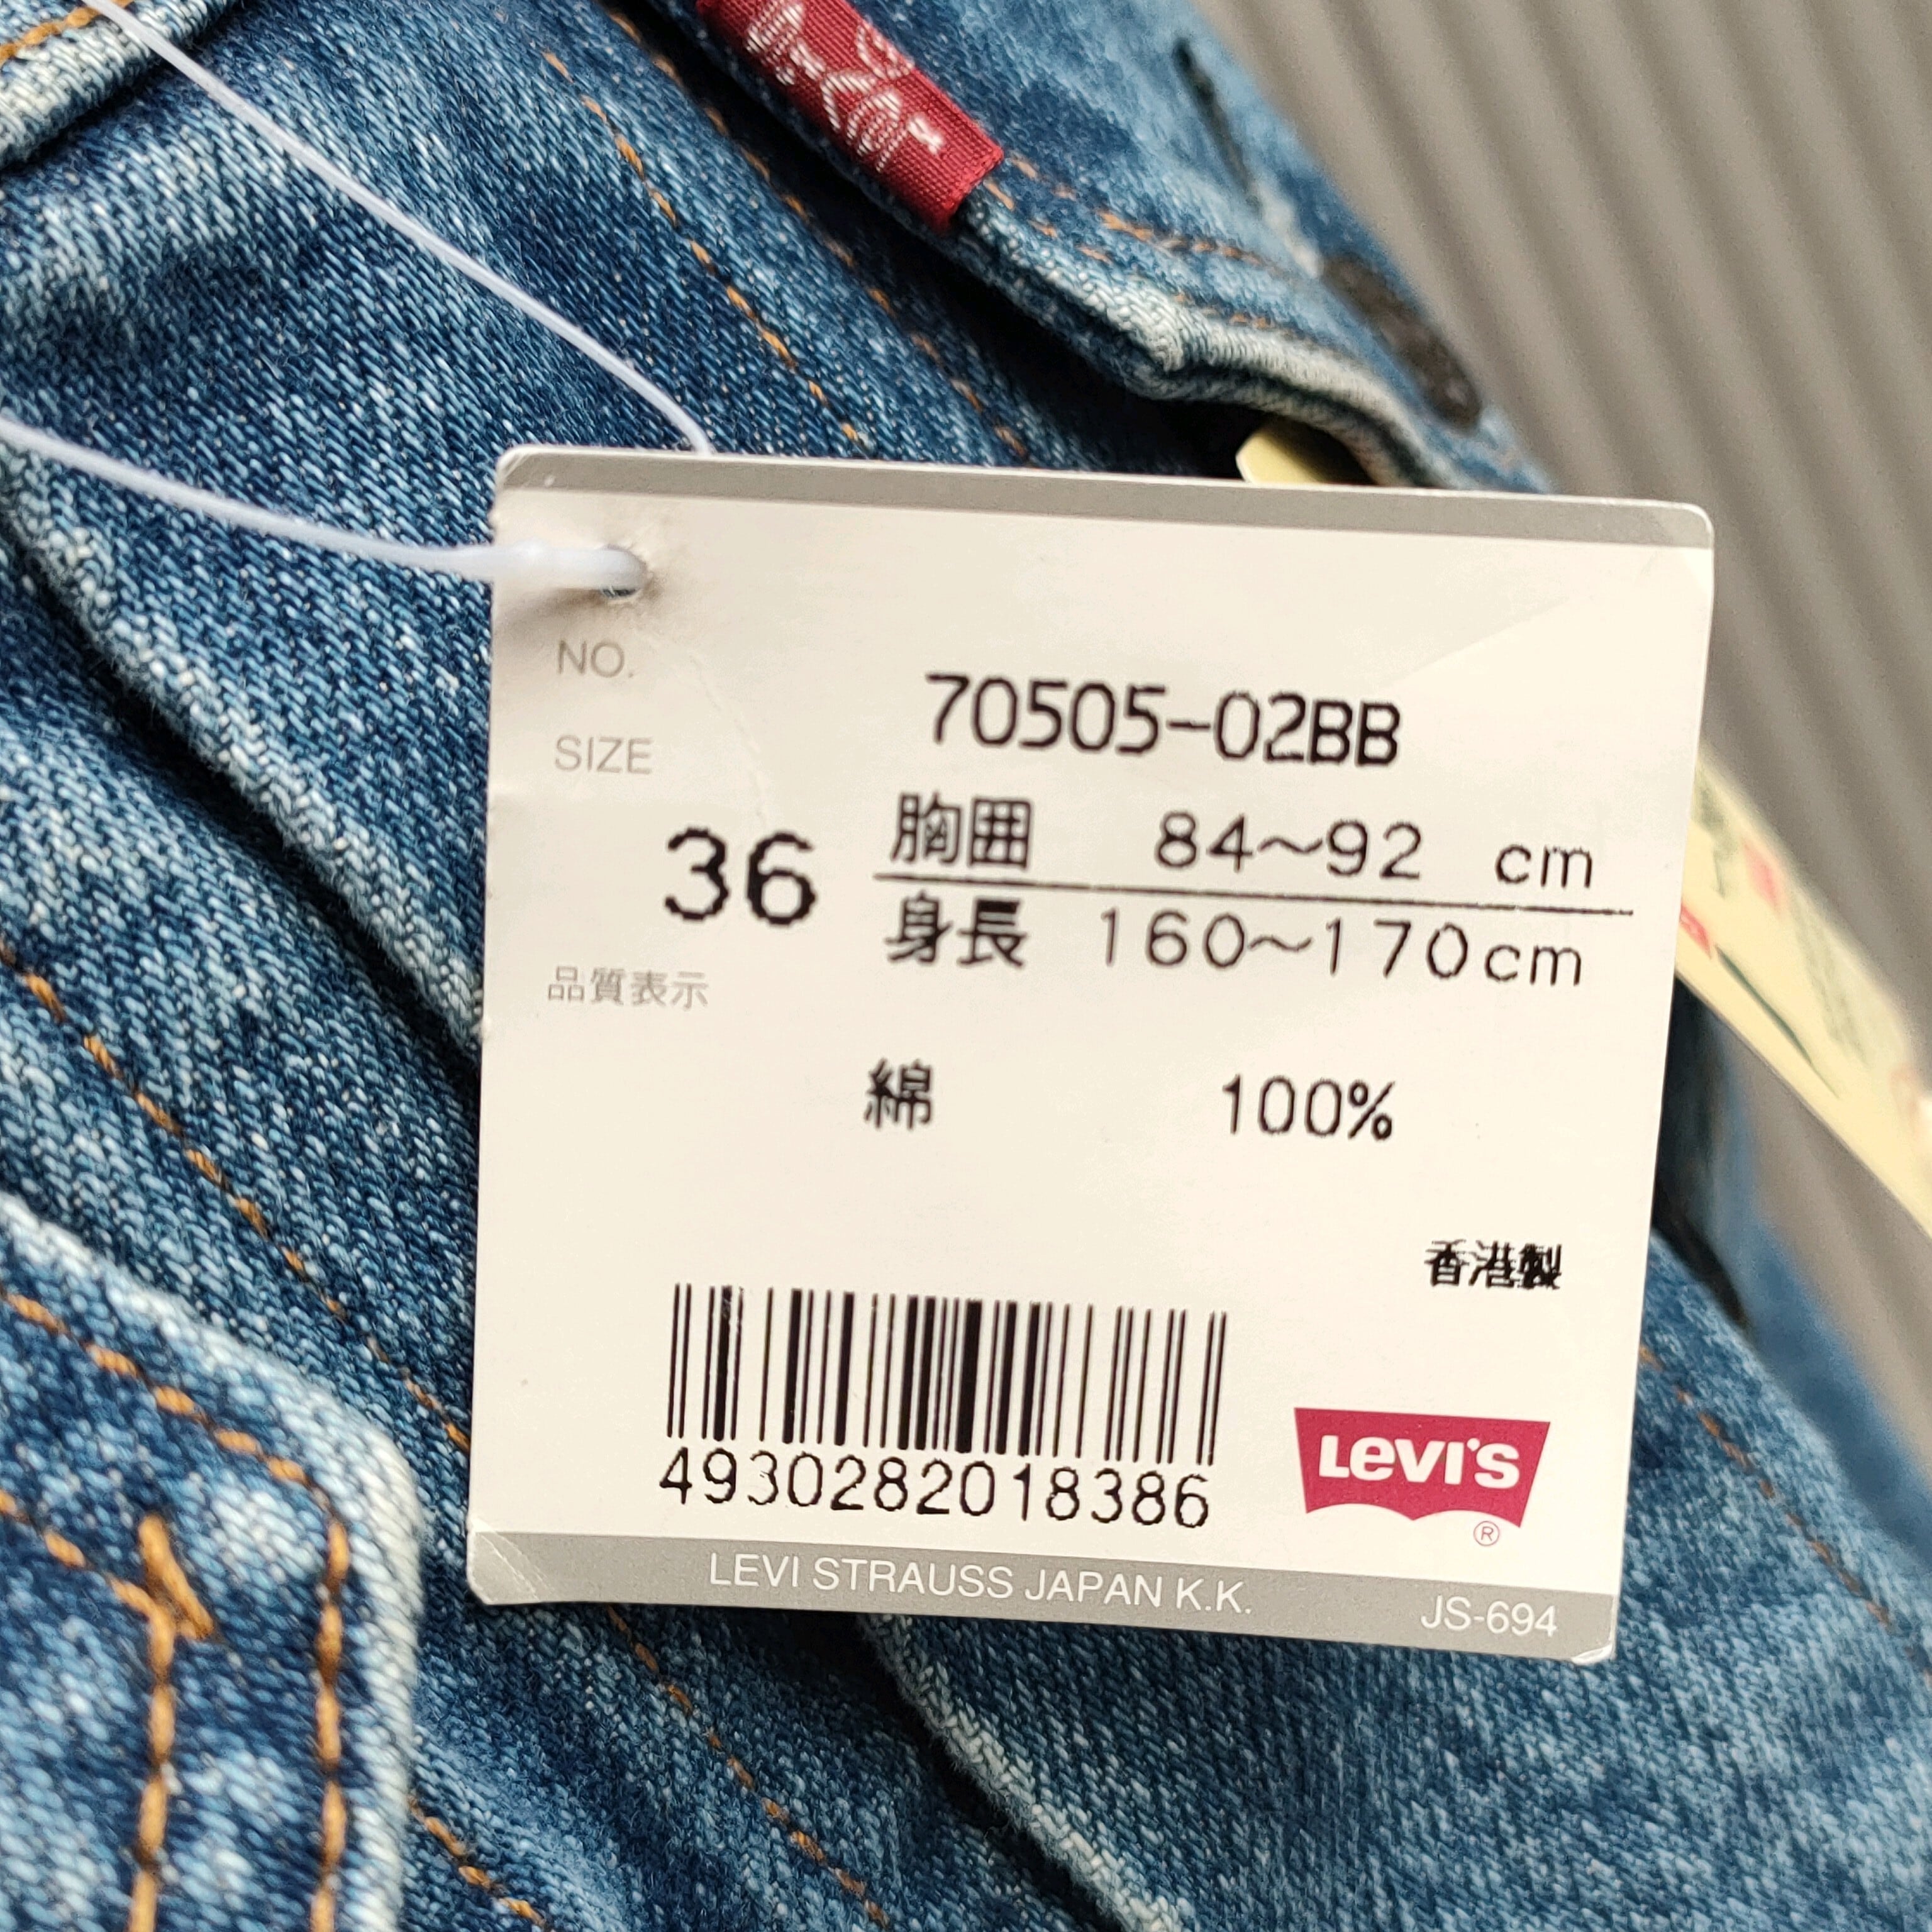 LEVI'S
NO.
70505-02BB
SIZE
36
胸囲 84~92 cm
身長 160~170cm
品質表示
綿 100%
香港製
4930282018386
LEVI'S
®
LEVI STRAUSS JAPAN K.K. JS-694